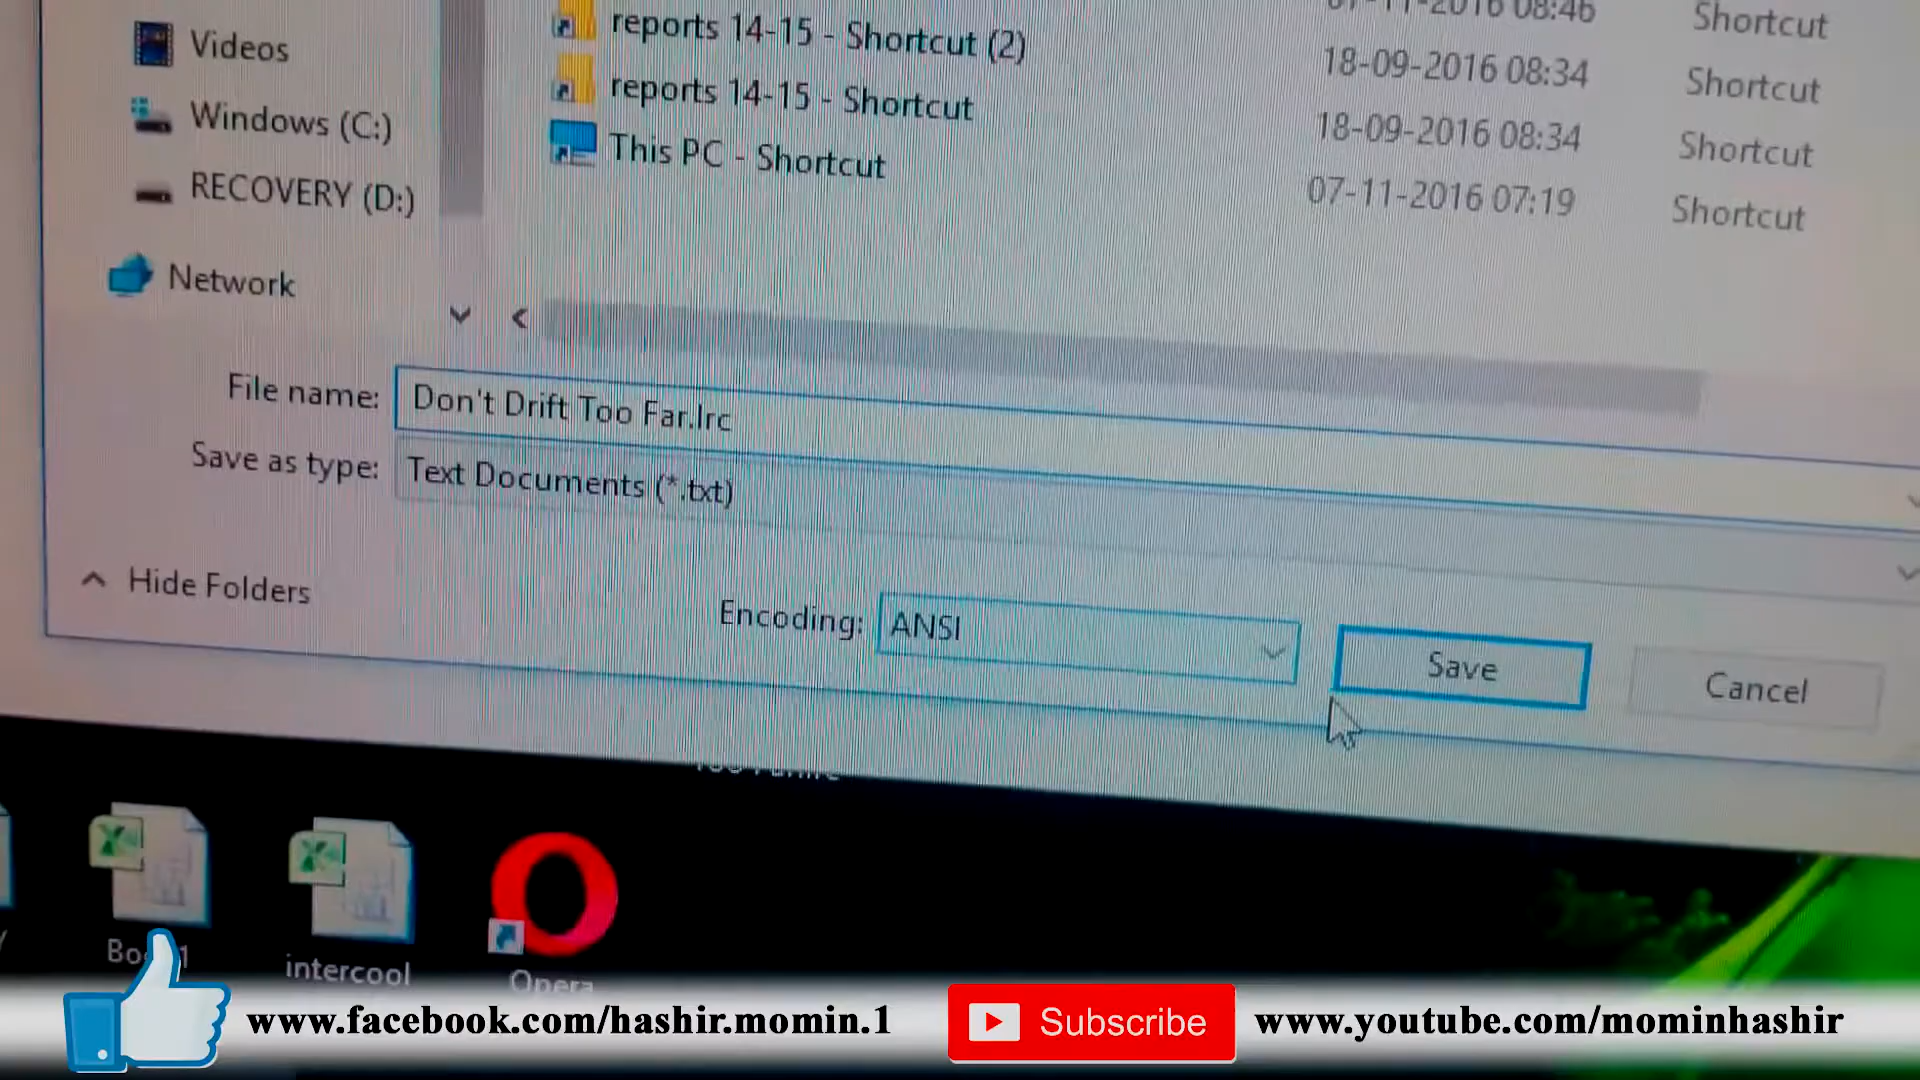 Videos
Windows (C:)
RECOVERY (D:)
Network
reports 14-15 - Shortcut (2)
reports 14-15 - Shortcut
This PC - Shortcut
08:46 Shortcut
18-09-2016 08:34 Shortcut
18-09-2016 08:34 Shortcut
07-11-2016 07:19 Shortcut
File name: Don't Drift Too Far.lrc
Save as type: Text Documents (*.txt)
Hide Folders
Encoding: ANSI
Save
Cancel
intercool
Opera
www.facebook.com/hashir.momin.1
Subscribe
www.youtube.com/mominhashir